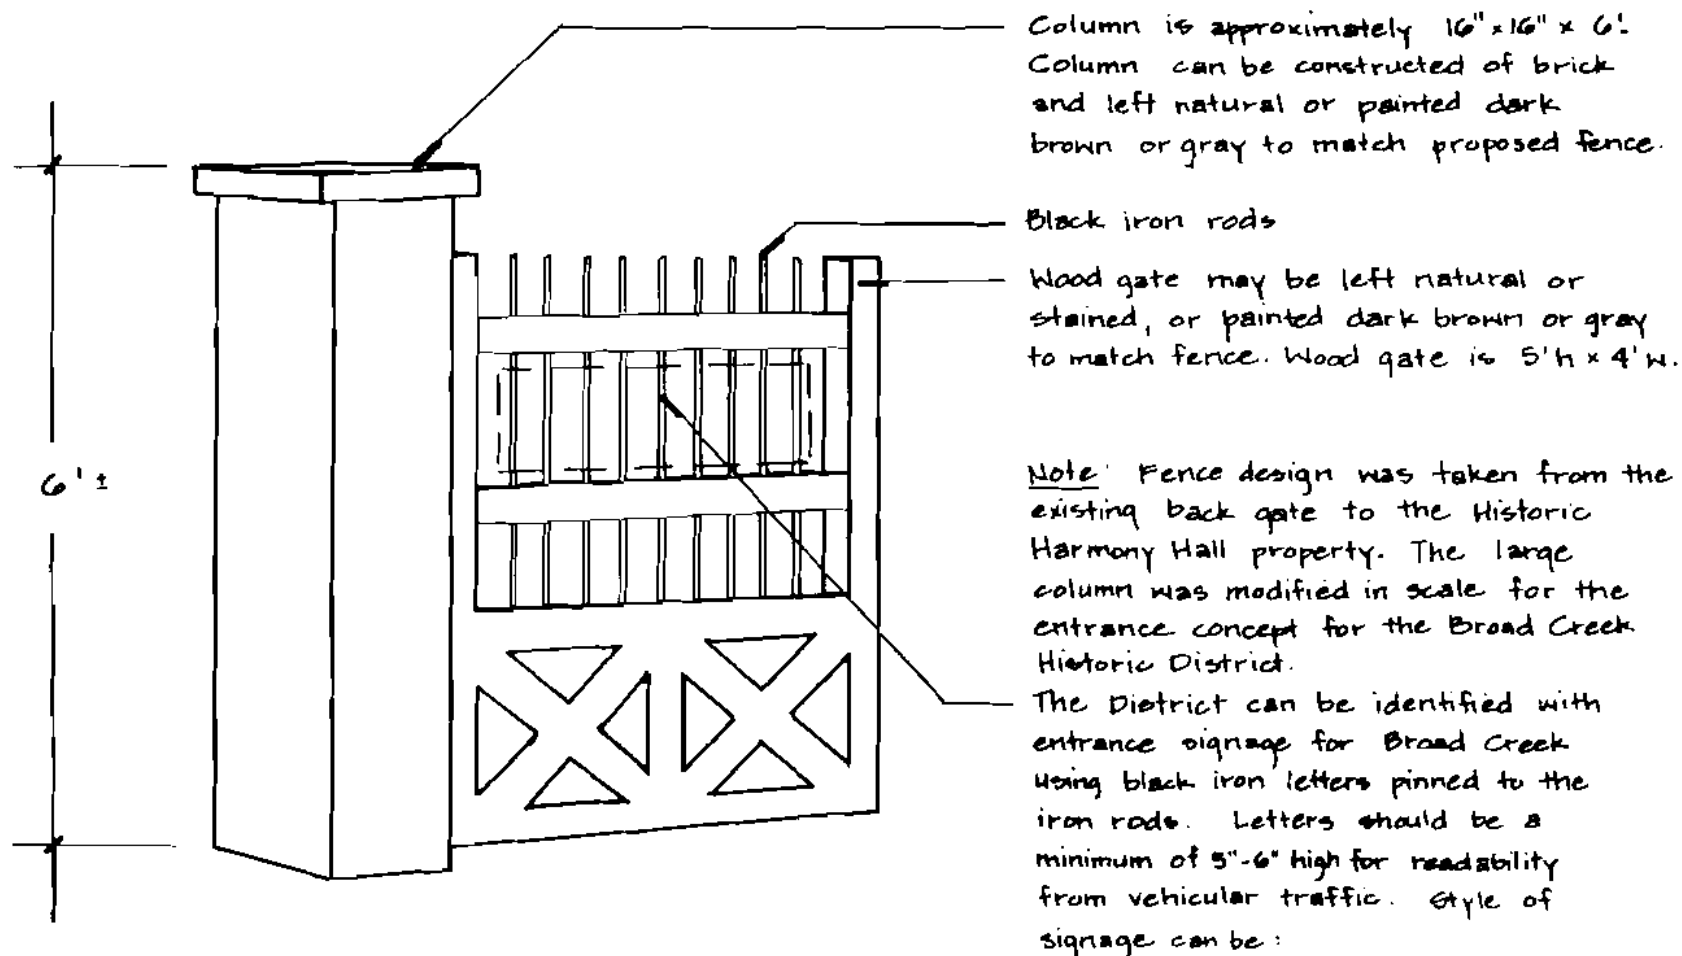 Column is approximately 16"x16" x 6'.
Column can be constructed of brick
and left natural or painted dark
brown or gray to match proposed fence.
Black iron rods
Wood gate may be left natural or
stained, or painted dark brown or gray
to match fence. Wood gate is 5'h x 4'w.
6'±
Note: Fence design was taken from the
existing back gate to the Historic
Harmony Hall property. The large
column was modified in scale for the
entrance concept for the Broad Creek
Historic District.
The District can be identified with
entrance signage for Broad Creek
using black iron letters pinned to the
iron rods. Letters should be a
minimum of 5"-6" high for readability
from vehicular traffic. Style of
signage can be: